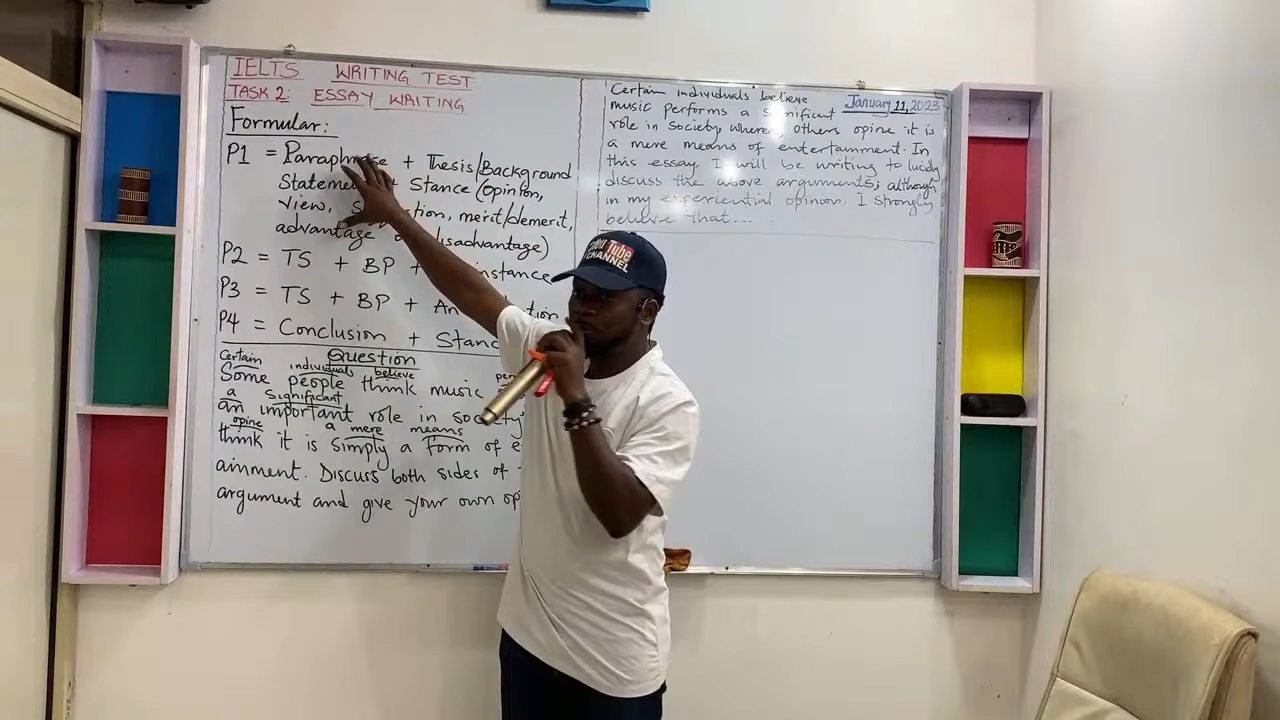 IELTS WRITING TEST
TASK 2: ESSAY WRITING
Formular:
P1 = Paraphrase + Thesis/Background
Statement + Stance (opinion,
view, merit/demerit,
advantage disadvantage)
P2 = TS + BP + instance
P3 = TS + BP +
P4 = Conclusion + Stance
Question
Certain individuals believe
Some people think music
a significant
an important role in society
opine a mere means
think it is simply a form of
ainment. Discuss both sides of
argument and give your own
Certain individuals believe
January 11, 2023
music performs a significant
role in Society, whereas others opine it is
a mere means of entertainment. In
this essay, I will be writing to lucidly
discuss the above arguments; although
in my experiential opinion, I strongly
believe that...
You Tube
CHANNEL